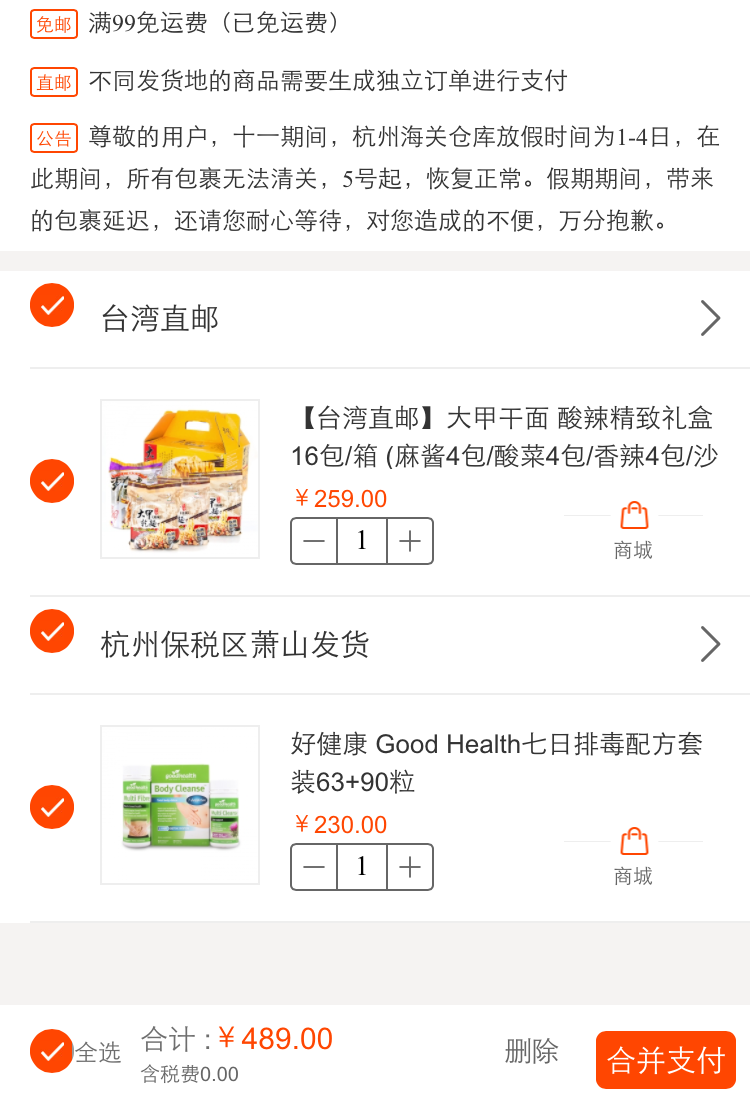 免邮 满99免运费（已免运费）
直邮 不同发货地的商品需要生成独立订单进行支付
公告 尊敬的用户，十一期间，杭州海关仓库放假时间为1-4日，在
此期间，所有包裹无法清关，5号起，恢复正常。假期期间，带来
的包裹延迟，还请您耐心等待，对您造成的不便，万分抱歉。
台湾直邮
【台湾直邮】大甲干面 酸辣精致礼盒
16包/箱 (麻酱4包/酸菜4包/香辣4包/沙
￥259.00
1
商城
杭州保税区萧山发货
goodhealth
Body Cleanse
好健康 Good Health七日排毒配方套
装63+90粒
￥230.00
1
商城
全选
合计 :￥489.00
含税费0.00
删除
合并支付